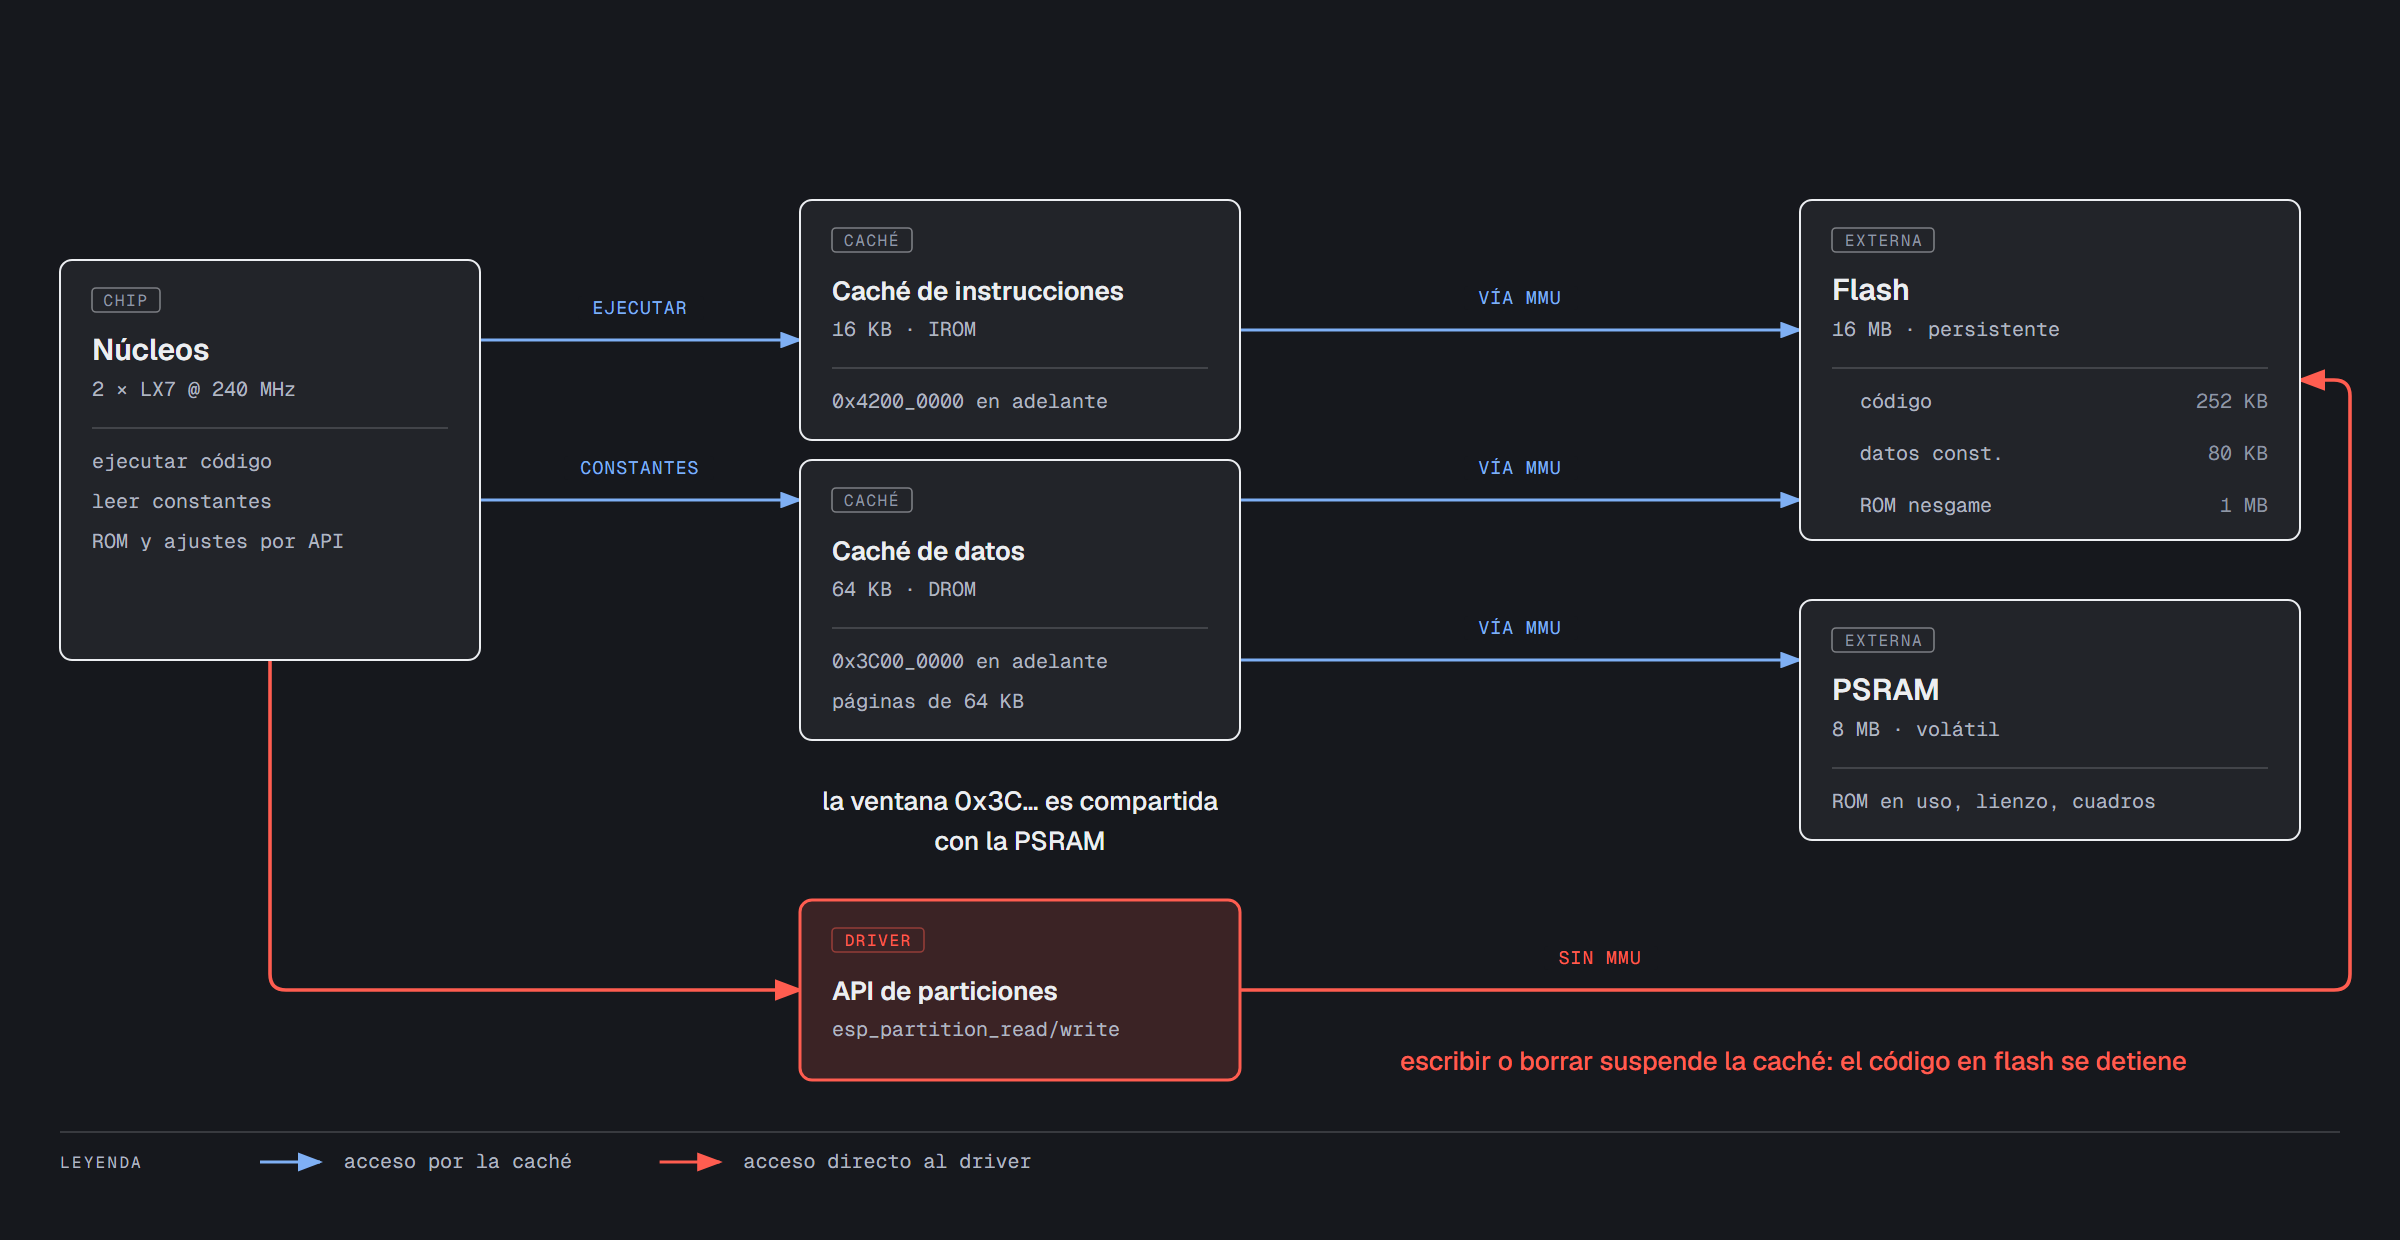 CHIP
Núcleos
2 × LX7 @ 240 MHz
ejecutar código
leer constantes
ROM y ajustes por API
EJECUTAR
CONSTANTES
CACHÉ
Caché de instrucciones
16 KB · IROM
0x4200_0000 en adelante
CACHÉ
Caché de datos
64 KB · DROM
0x3C00_0000 en adelante
páginas de 64 KB
la ventana 0x3C... es compartida
con la PSRAM
VÍA MMU
VÍA MMU
VÍA MMU
EXTERNA
Flash
16 MB · persistente
código 252 KB
datos const. 80 KB
ROM nesgame 1 MB
EXTERNA
PSRAM
8 MB · volátil
ROM en uso, lienzo, cuadros
DRIVER
API de particiones
esp_partition_read/write
SIN MMU
escribir o borrar suspende la caché: el código en flash se detiene
LEYENDA
acceso por la caché
acceso directo al driver